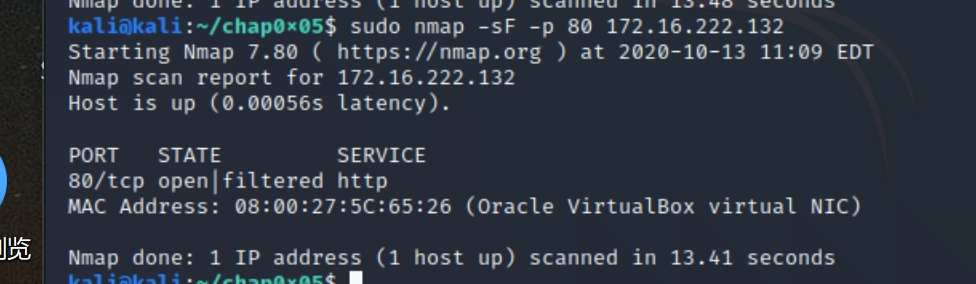 Nmap done: 1 IP address (1 host up) scanned in 13.48 seconds
kali@kali:~/chap0×05$ sudo nmap -sF -p 80 172.16.222.132
Starting Nmap 7.80 ( https://nmap.org ) at 2020-10-13 11:09 EDT
Nmap scan report for 172.16.222.132
Host is up (0.00056s latency).
PORT   STATE         SERVICE
80/tcp open|filtered http
MAC Address: 08:00:27:5C:65:26 (Oracle VirtualBox virtual NIC)
览
Nmap done: 1 IP address (1 host up) scanned in 13.41 seconds
kali@kali:~/chap0×05$